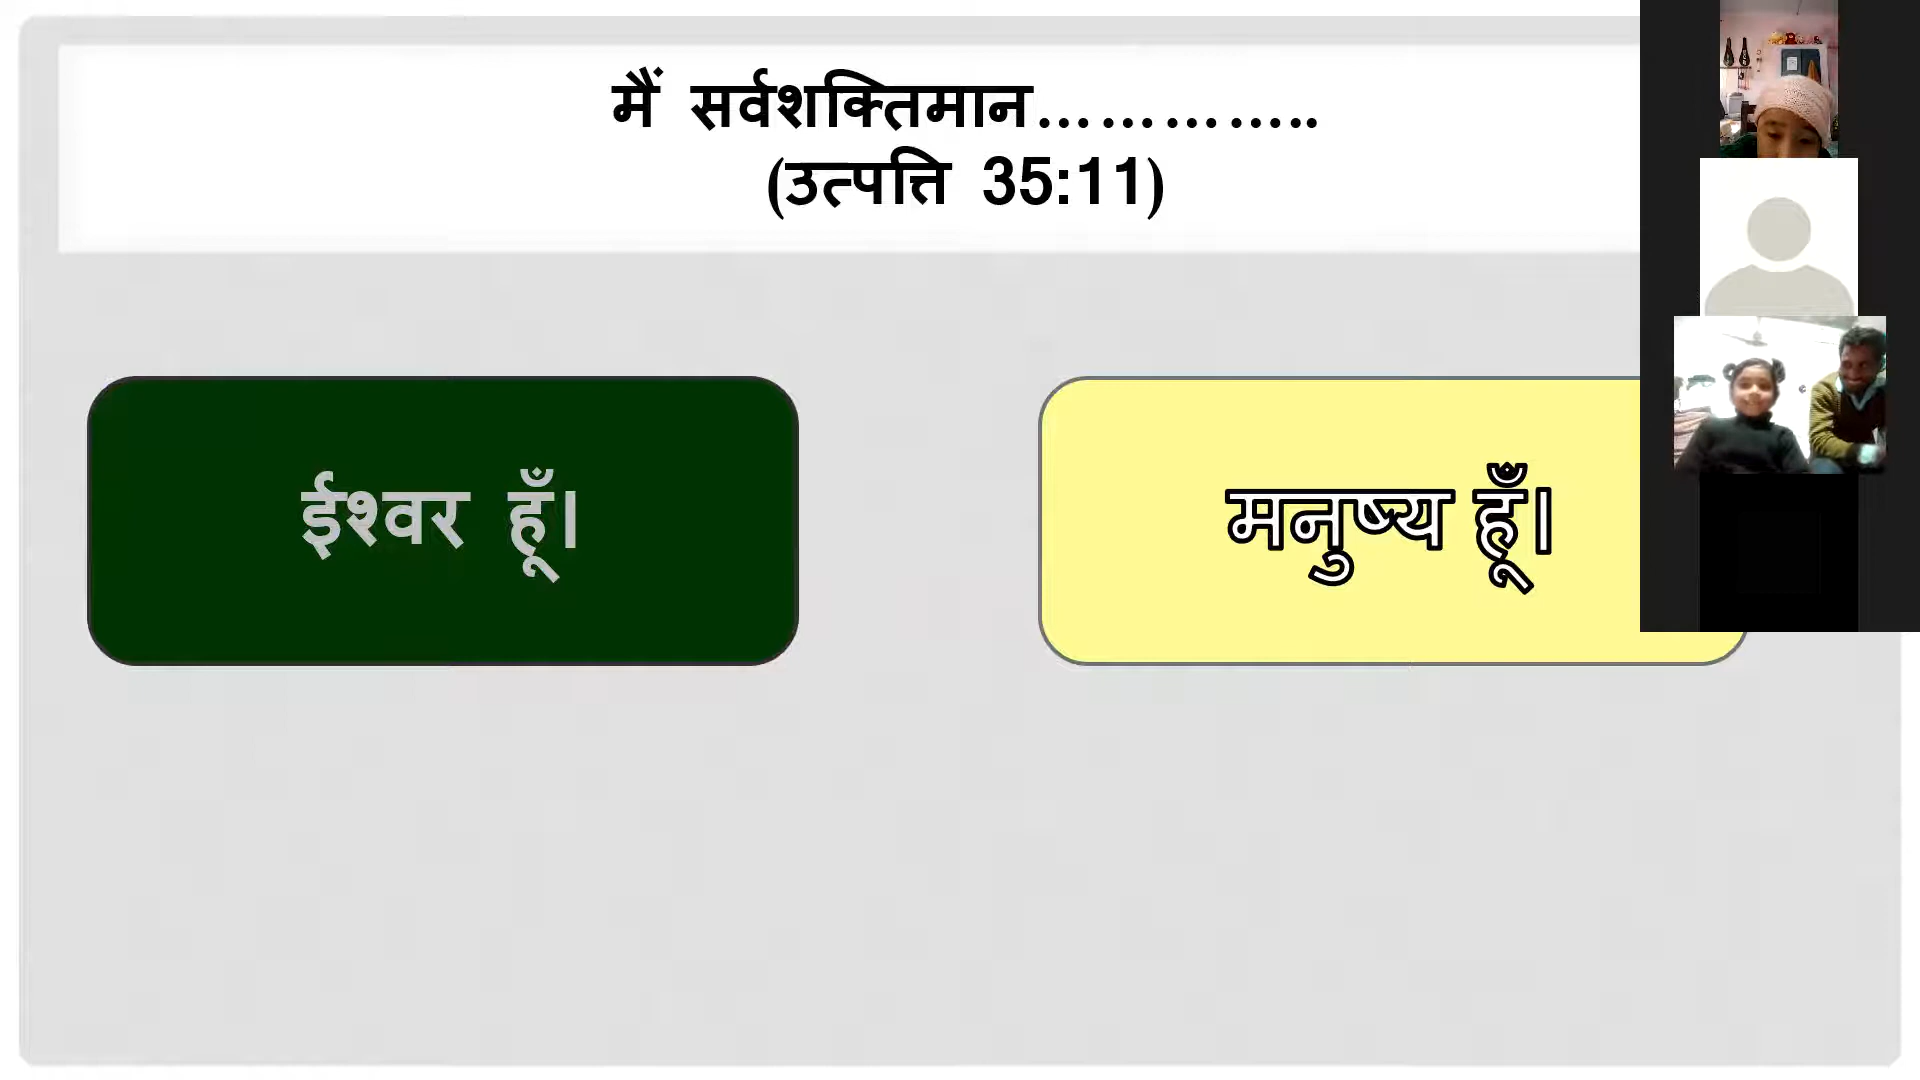 मैं सर्वशक्तिमान…………..
(उत्पत्ति 35:11)
ईश्वर हूँ।
मनुष्य हूँ।